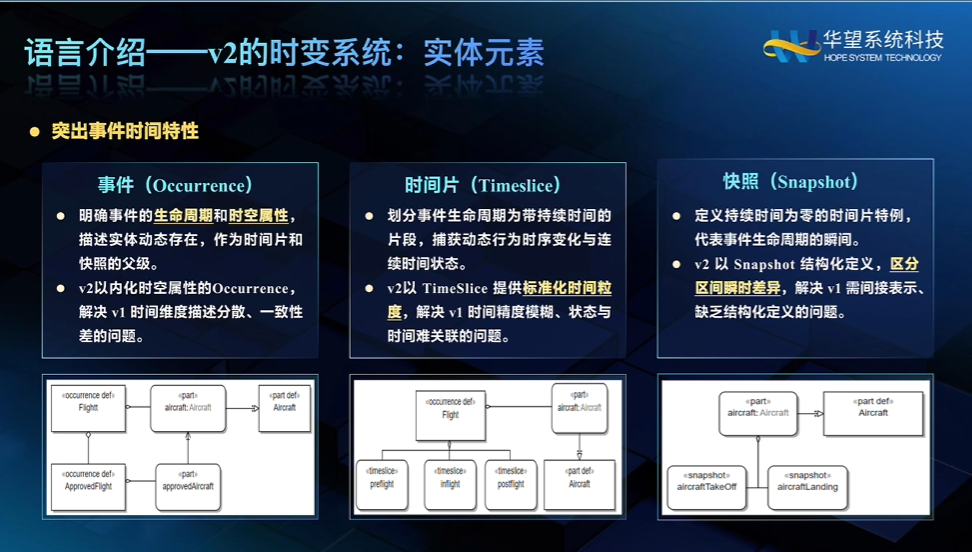 语言介绍——v2的时变系统：实体元素
华望系统科技
HOPE SYSTEM TECHNOLOGY
突出事件时间特性
事件（Occurrence）
明确事件的生命周期和时空属性，
描述实体动态存在，作为时间片和
快照的父级。
v2以内化时空属性的Occurrence，
解决 v1 时间维度描述分散、一致性
差的问题。
时间片（Timeslice）
划分事件生命周期为带持续时间的
片段，捕获动态行为时序变化与连
续时间状态。
v2以 TimeSlice 提供标准化时间粒
度，解决 v1 时间精度模糊、状态与
时间难关联的问题。
快照（Snapshot）
定义持续时间为零的时间片特例，
代表事件生命周期的瞬间。
v2 以 Snapshot 结构化定义，区分
区间瞬时差异，解决 v1 需间接表示、
缺乏结构化定义的问题。
«occurrence def»
Flightt
«part»
aircraft: Aircraft
«part def»
Aircraft
«occurrence def»
ApprovedFlight
«part»
approvedAircraft
«occurrence def»
Flight
«part»
aircraft: Aircraft
«timeslice»
preflight
«timeslice»
inflight
«timeslice»
postflight
«part def»
Aircraft
«part»
aircraft: Aircraft
«part def»
Aircraft
«snapshot»
aircraftTakeOff
«snapshot»
aircraftLanding